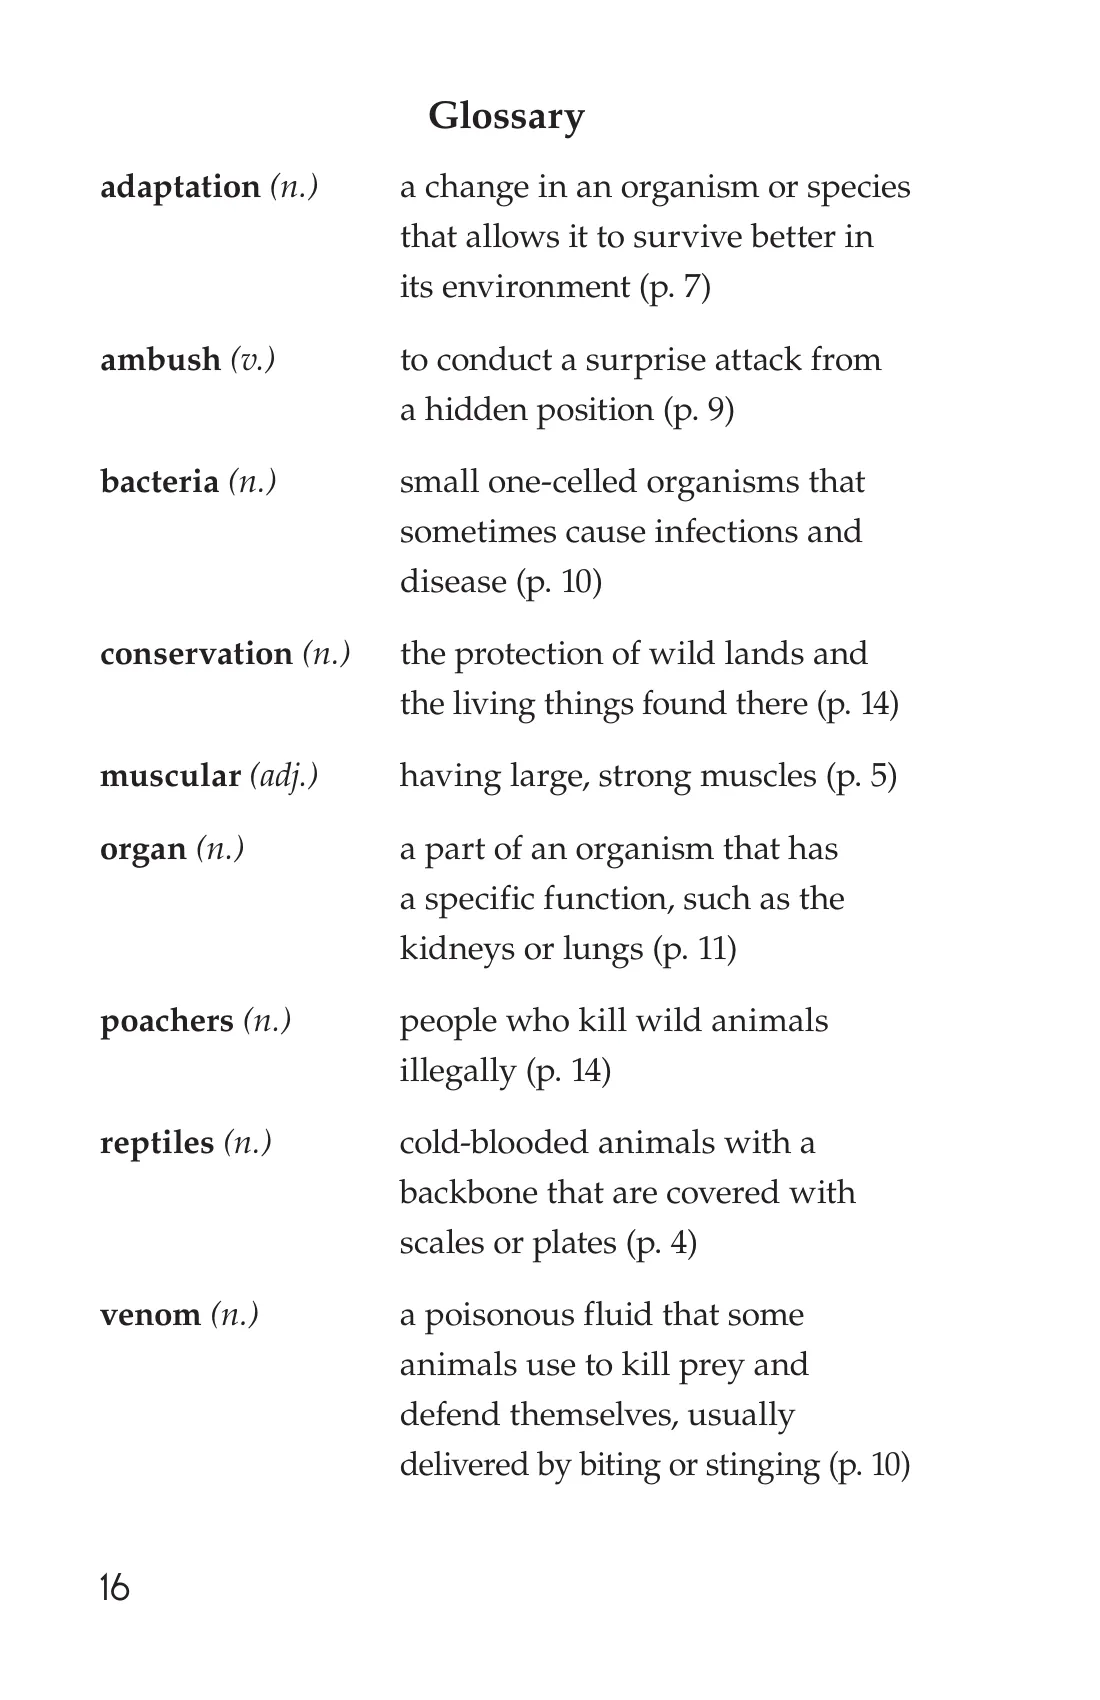 Glossary
adaptation (n.) a change in an organism or species
that allows it to survive better in
its environment (p. 7)
ambush (v.) to conduct a surprise attack from
a hidden position (p. 9)
bacteria (n.) small one-celled organisms that
sometimes cause infections and
disease (p. 10)
conservation (n.) the protection of wild lands and
the living things found there (p. 14)
muscular (adj.) having large, strong muscles (p. 5)
organ (n.) a part of an organism that has
a specific function, such as the
kidneys or lungs (p. 11)
poachers (n.) people who kill wild animals
illegally (p. 14)
reptiles (n.) cold-blooded animals with a
backbone that are covered with
scales or plates (p. 4)
venom (n.) a poisonous fluid that some
animals use to kill prey and
defend themselves, usually
delivered by biting or stinging (p. 10)
16